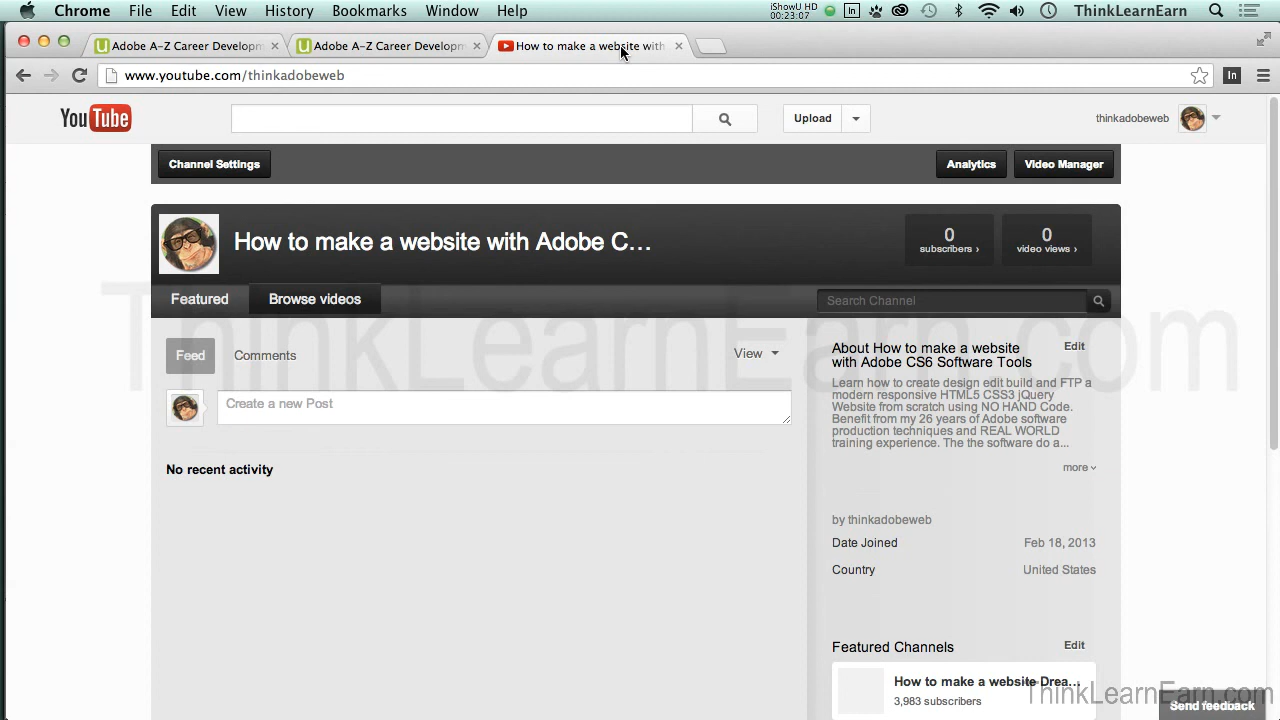 Chrome File Edit View History Bookmarks Window Help iShowU HD 00:23:07 In ThinkLearnEarn
Adobe A-Z Career Developm Adobe A-Z Career Developm How to make a website with
www.youtube.com/thinkadobeweb In
YouTube Upload thinkadobeweb
Channel Settings Analytics Video Manager
How to make a website with Adobe C...
0 subscribers ›
0 video views ›
Featured Browse videos Search Channel
ThinkLearnEarn.com
Feed Comments View
Create a new Post
No recent activity
About How to make a website Edit
with Adobe CS6 Software Tools
Learn how to create design edit build and FTP a
modern responsive HTML5 CSS3 jQuery
Website from scratch using NO HAND Code.
Benefit from my 26 years of Adobe software
production techniques and REAL WORLD
training experience. The the software do a...
more
by thinkadobeweb
Date Joined Feb 18, 2013
Country United States
Featured Channels Edit
How to make a website Drea...
3,983 subscribers
ThinkLearnEarn.com
Send feedback